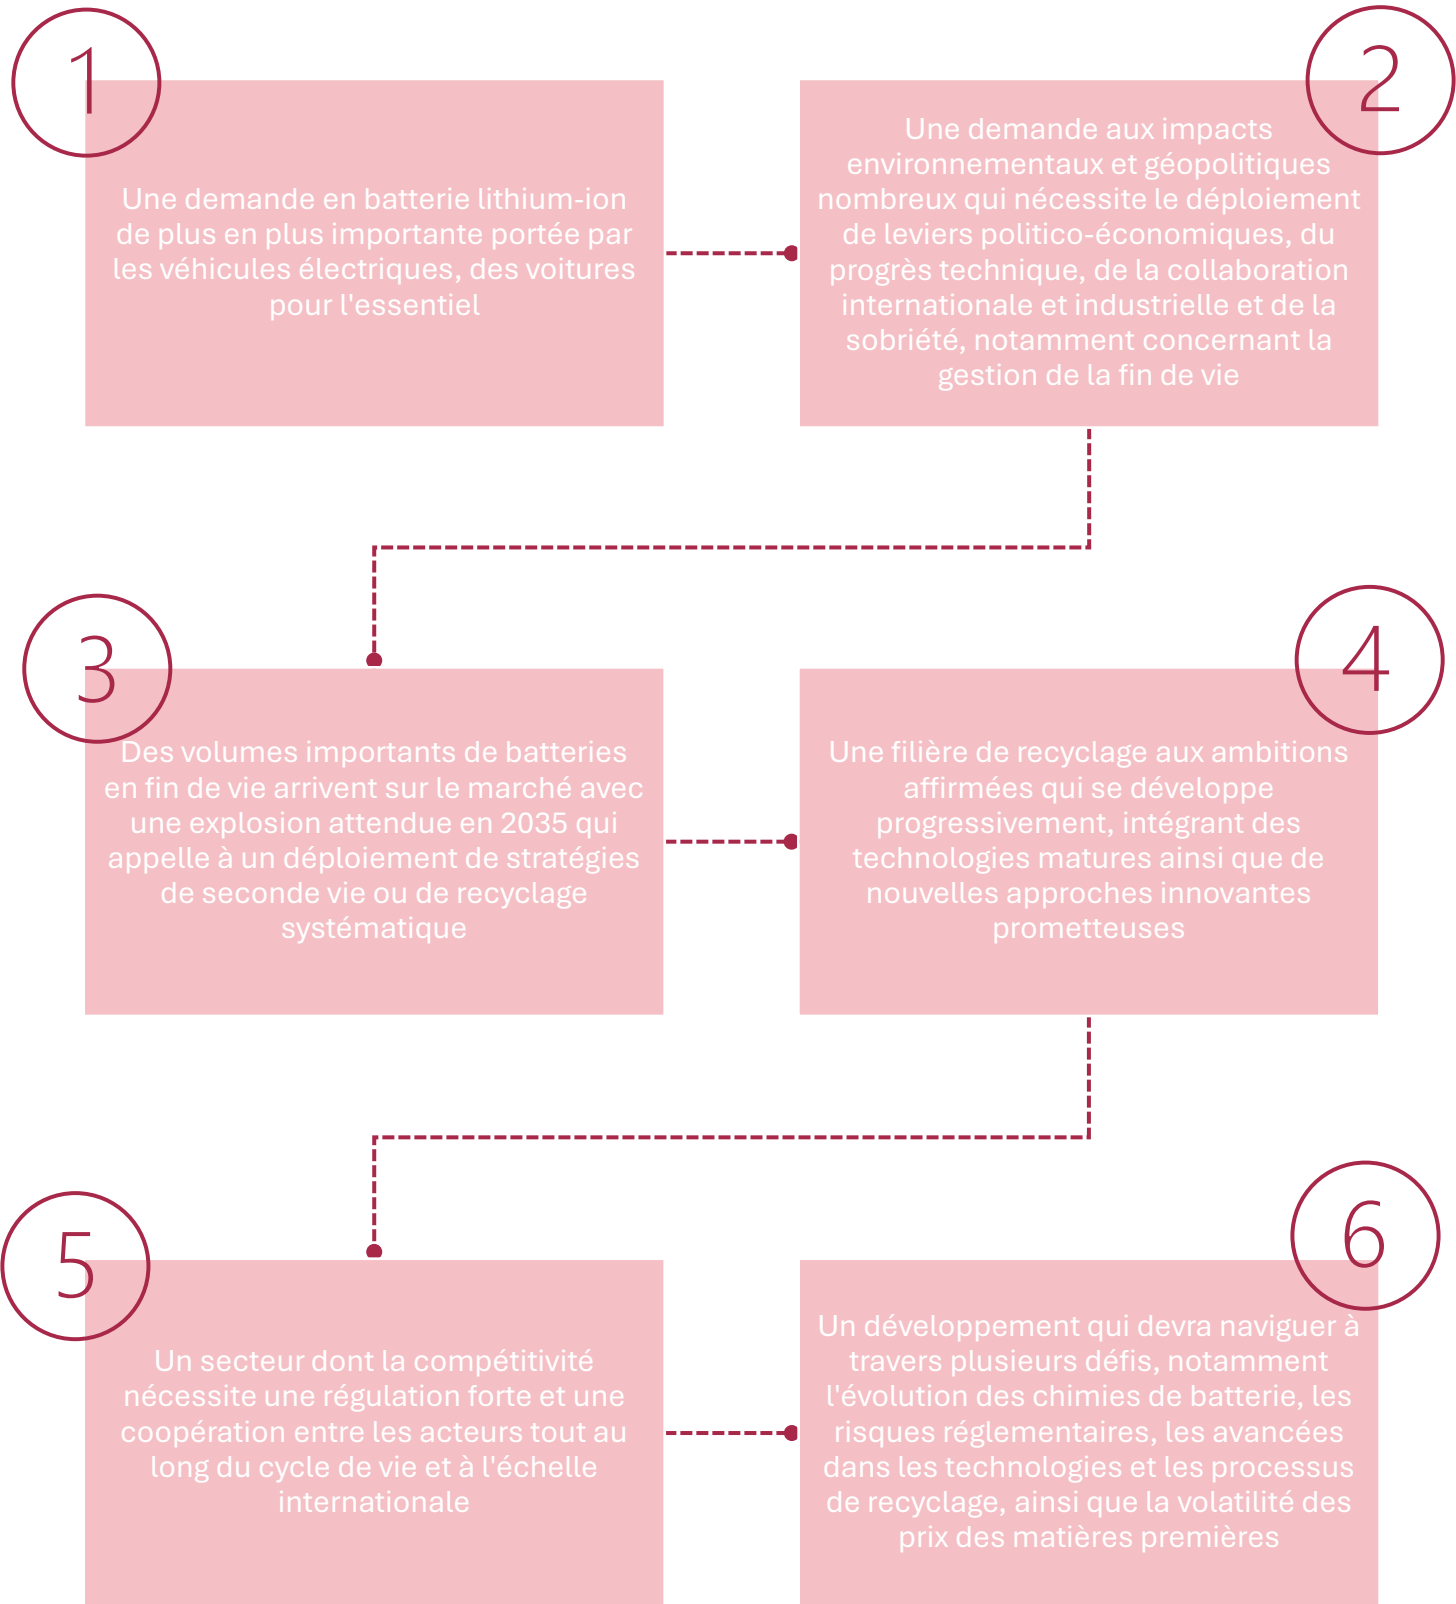 1
Une demande en batterie lithium-ion
de plus en plus importante portée par
les véhicules électriques, des voitures
pour l'essentiel
2
Une demande aux impacts
environnementaux et géopolitiques
nombreux qui nécessite le déploiement
de leviers politico-économiques, du
progrès technique, de la collaboration
internationale et industrielle et de la
sobriété, notamment concernant la
gestion de la fin de vie
3
Des volumes importants de batteries
en fin de vie arrivent sur le marché avec
une explosion attendue en 2035 qui
appelle à un déploiement de stratégies
de seconde vie ou de recyclage
systématique
4
Une filière de recyclage aux ambitions
affirmées qui se développe
progressivement, intégrant des
technologies matures ainsi que de
nouvelles approches innovantes
prometteuses
5
Un secteur dont la compétitivité
nécessite une régulation forte et une
coopération entre les acteurs tout au
long du cycle de vie et à l'échelle
internationale
6
Un développement qui devra naviguer à
travers plusieurs défis, notamment
l'évolution des chimies de batterie, les
risques réglementaires, les avancées
dans les technologies et les processus
de recyclage, ainsi que la volatilité des
prix des matières premières